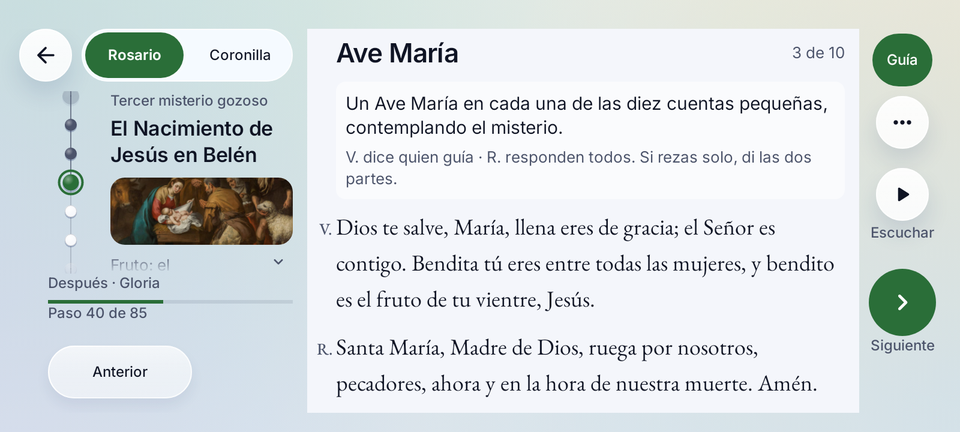 Rosario
Coronilla
Tercer misterio gozoso
El Nacimiento de
Jesús en Belén
Fruto: el
Después · Gloria
Paso 40 de 85
Anterior
Ave María
3 de 10
Un Ave María en cada una de las diez cuentas pequeñas,
contemplando el misterio.
V. dice quien guía · R. responden todos. Si rezas solo, di las dos
partes.
V. Dios te salve, María, llena eres de gracia; el Señor es
contigo. Bendita tú eres entre todas las mujeres, y bendito
es el fruto de tu vientre, Jesús.
R. Santa María, Madre de Dios, ruega por nosotros,
pecadores, ahora y en la hora de nuestra muerte. Amén.
Guía
Escuchar
Siguiente